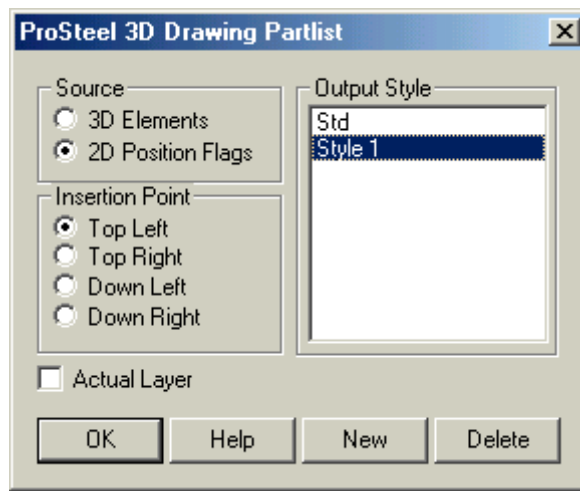 ProSteel 3D Drawing Partlist
Source
3D Elements
2D Position Flags
Insertion Point
Top Left
Top Right
Down Left
Down Right
Output Style
Std
Style 1
Actual Layer
OK
Help
New
Delete